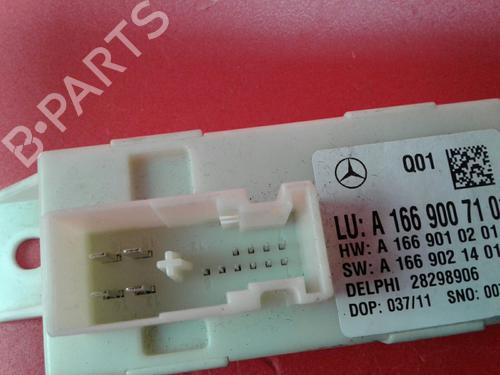 B-PARTS
Q01
LU: A 166 900 71 0
HW: A 166 901 02 01
SW: A 166 902 14 01
DELPHI 28298906
DOP: 037/11 SNO: 00